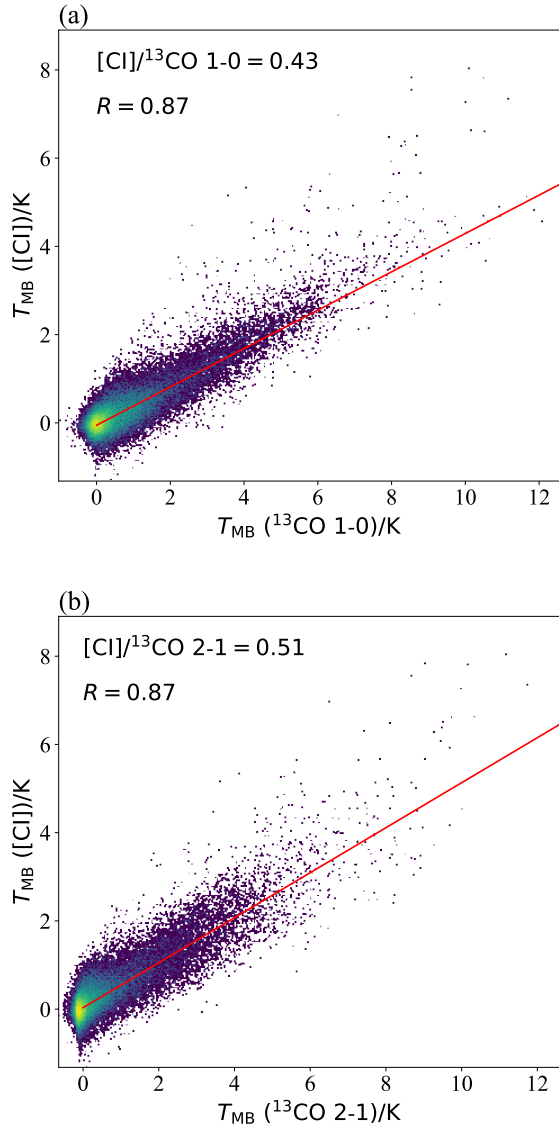 (a)
[CI]/¹³CO 1-0 = 0.43
R = 0.87
8
6
4
2
0
T_MB ([CI])/K
0 2 4 6 8 10 12
T_MB (¹³CO 1-0)/K
(b)
[CI]/¹³CO 2-1 = 0.51
R = 0.87
8
6
4
2
0
T_MB ([CI])/K
0 2 4 6 8 10 12
T_MB (¹³CO 2-1)/K